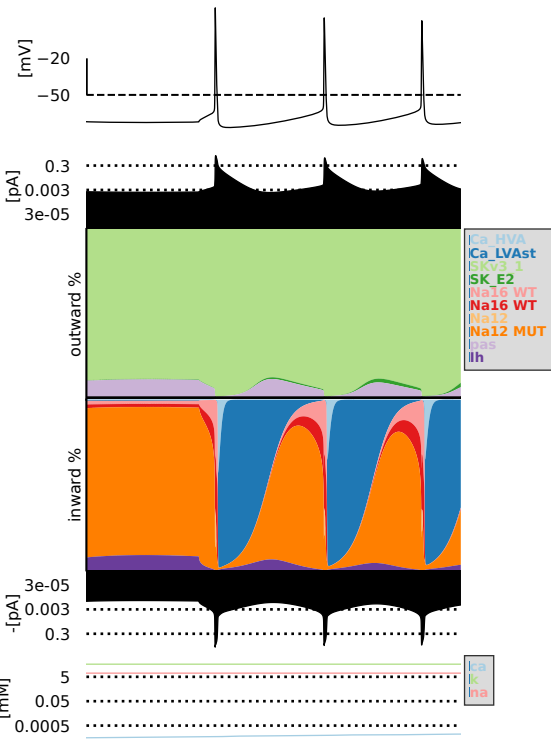 [mV]
−20
−50
[pA]
0.3
0.003
3e-05
outward %
Ca_HVA
Ca_LVAst
SKv3_1
SK_E2
Na16 WT
Na16 WT
Na12
Na12 MUT
pas
Ih
inward %
-[pA]
3e-05
0.003
0.3
[mM]
5
0.05
0.0005
ca
k
na